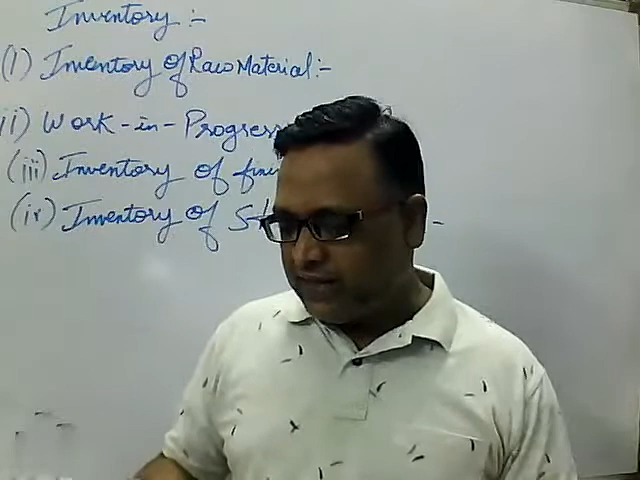 Inventory :-
(i) Inventory of Raw Material:-
ii) Work-in-Progress
(iii) Inventory of
(iv) Inventory of